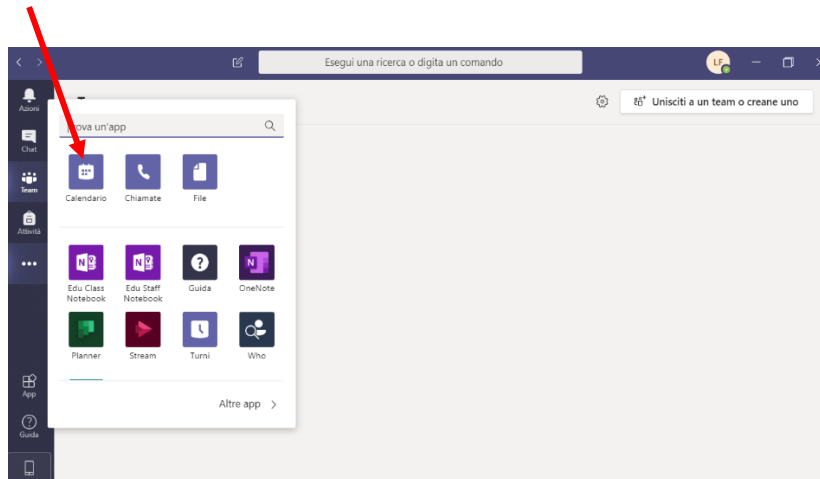 Esegui una ricerca o digita un comando
LF
Azioni
Unisciti a un team o creane uno
Chat
Team
Attività
rova un'app
Calendario
Chiamate
File
Edu Class
Notebook
Edu Staff
Notebook
Guida
OneNote
Planner
Stream
Turni
Who
Altre app
App
Guida